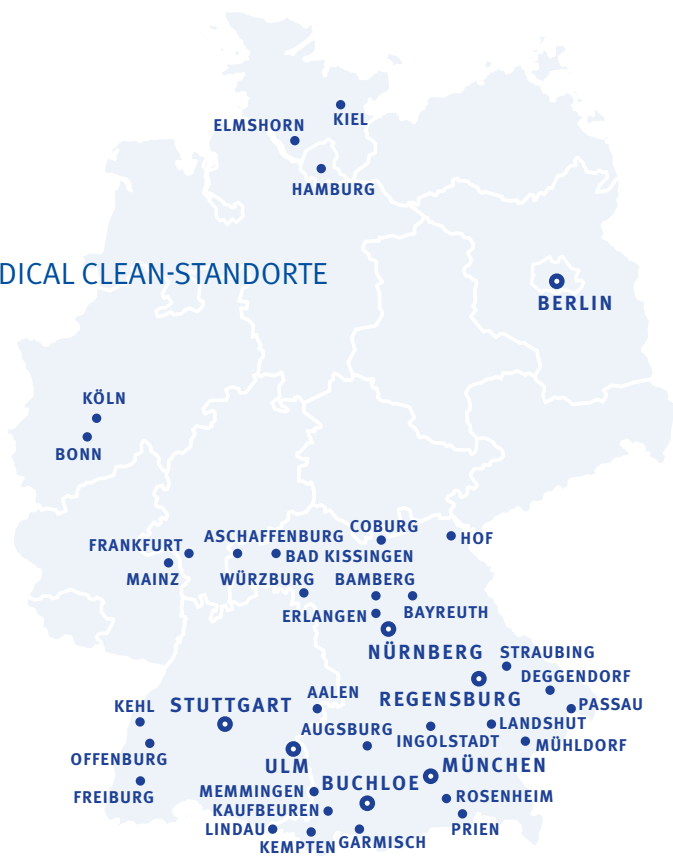 KIEL
ELMSHORN
HAMBURG
DICAL CLEAN-STANDORTE
BERLIN
KÖLN
BONN
COBURG
HOF
ASCHAFFENBURG
FRANKFURT
BAD KISSINGEN
MAINZ
WÜRZBURG
BAMBERG
ERLANGEN
BAYREUTH
NÜRNBERG
STRAUBING
DEGGENDORF
AALEN
REGENSBURG
PASSAU
KEHL
STUTTGART
LANDSHUT
AUGSBURG
INGOLSTADT
MÜHLDORF
OFFENBURG
ULM
MÜNCHEN
BUCHLOE
MEMMINGEN
FREIBURG
ROSENHEIM
KAUFBEUREN
LINDAU
PRIEN
GARMISCH
KEMPTEN